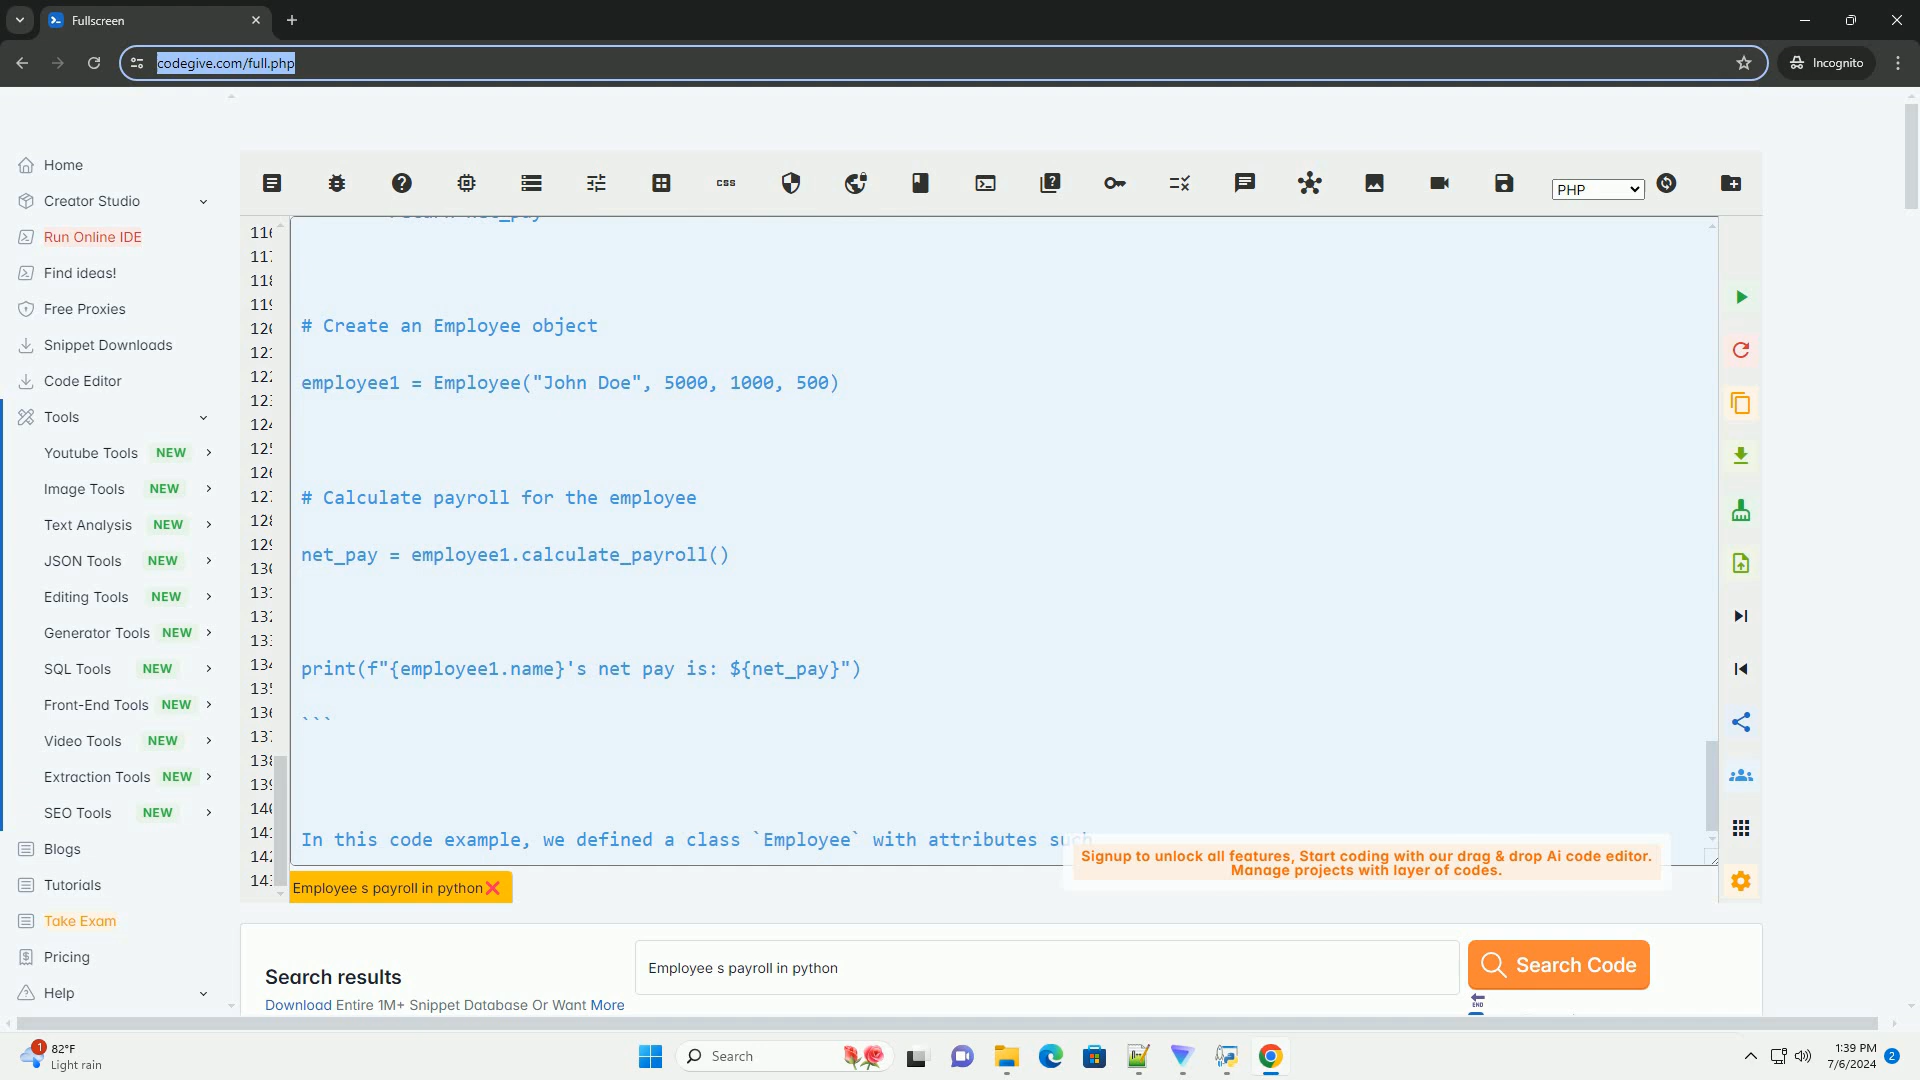 Fullscreen
codegive.com/full.php
Incognito
Home
Creator Studio
Run Online IDE
Find ideas!
Free Proxies
Snippet Downloads
Code Editor
Tools
Youtube Tools NEW
Image Tools NEW
Text Analysis NEW
JSON Tools NEW
Editing Tools NEW
Generator Tools NEW
SQL Tools NEW
Front-End Tools NEW
Video Tools NEW
Extraction Tools NEW
SEO Tools NEW
Blogs
Tutorials
Take Exam
Pricing
Help
css
PHP
# Create an Employee object
employee1 = Employee("John Doe", 5000, 1000, 500)
# Calculate payroll for the employee
net_pay = employee1.calculate_payroll()
print(f"{employee1.name}'s net pay is: ${net_pay}")
```
In this code example, we defined a class `Employee` with attributes such
Signup to unlock all features, Start coding with our drag & drop Ai code editor.
Manage projects with layer of codes.
Employee s payroll in python
Search results
Download Entire 1M+ Snippet Database Or Want More
Employee s payroll in python
Search Code
END
1
82°F
Light rain
Search
1:39 PM
7/6/2024
2